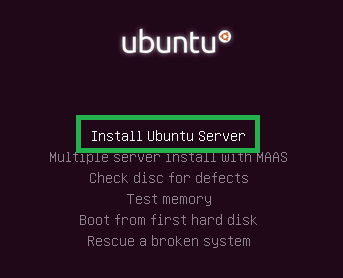 ubuntu
Install Ubuntu Server
Multiple server install with MAAS
Check disc for defects
Test memory
Boot from first hard disk
Rescue a broken system